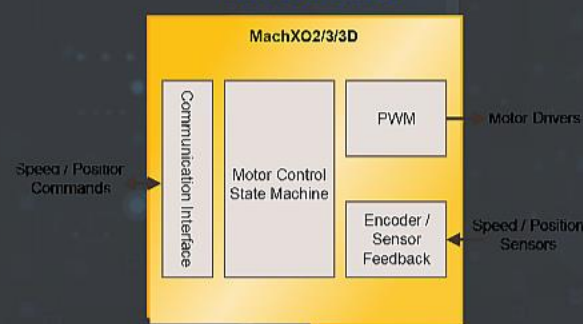 MachXO2/3/3D
Communication Interface
Motor Control
State Machine
PWM
Encoder /
Sensor
Feedback
Speed / Position
Commands
Motor Drivers
Speed / Position
Sensors